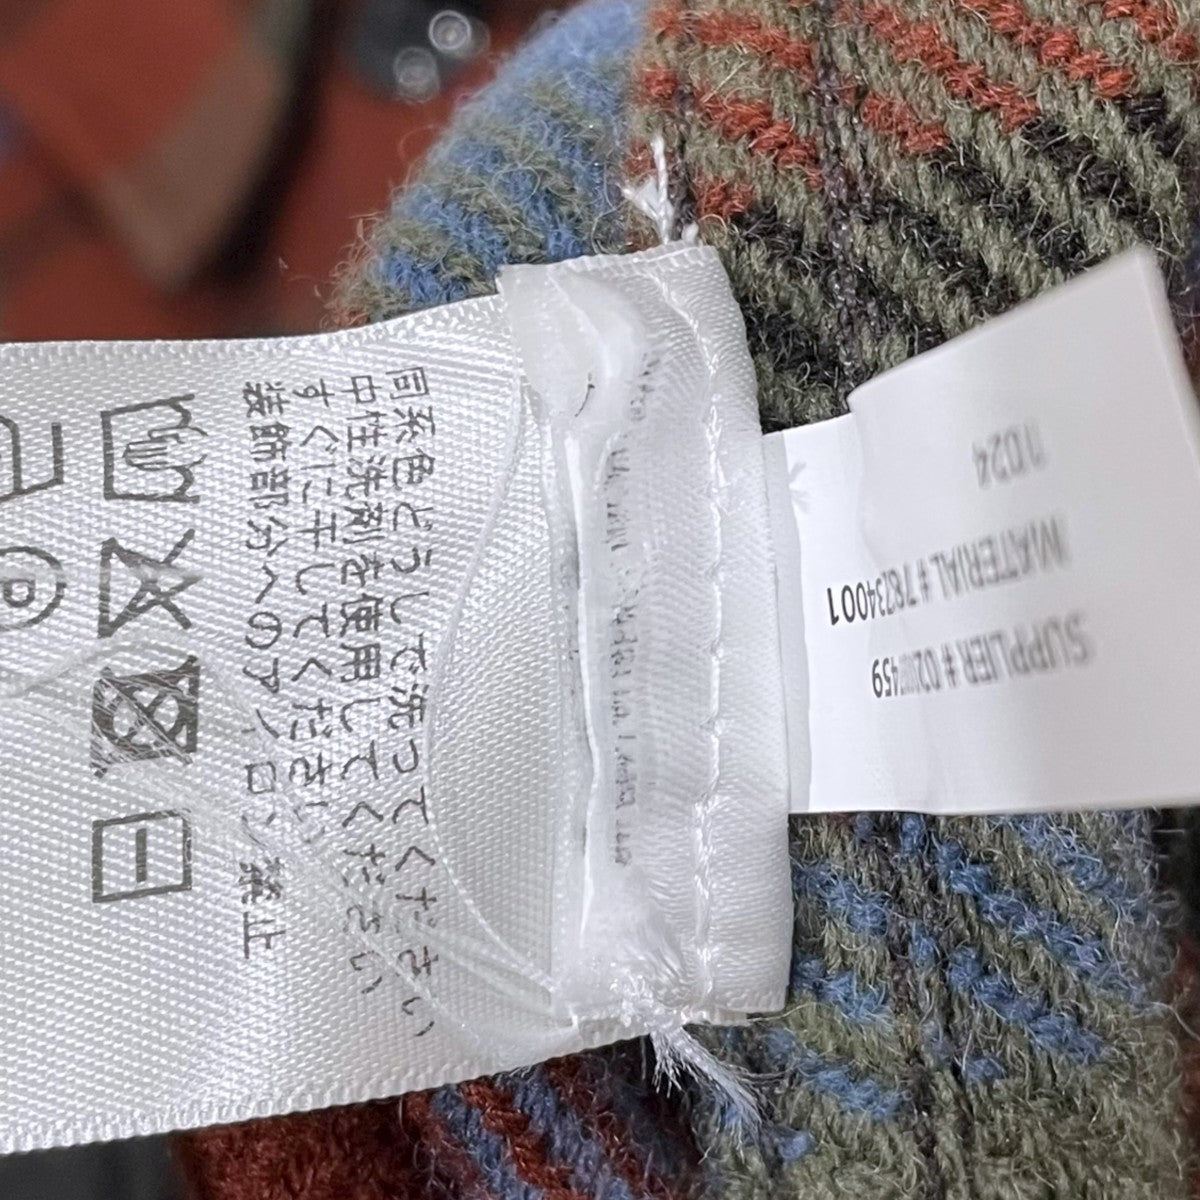 同系色どうしで洗ってください
中性洗剤を使用してください
すぐに干してください
装飾部分へのアイロン禁止
1024
MATERIAL #78234001
SUPPLIER #